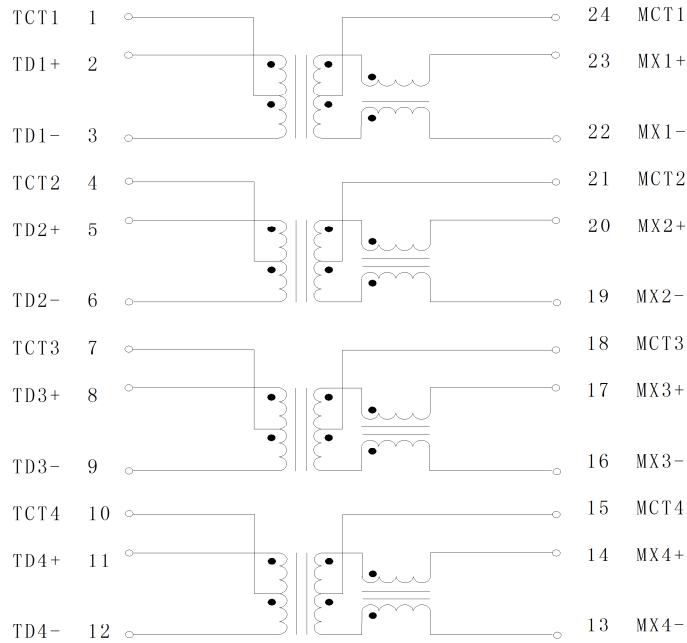 TCT1 1 24 MCT1
TD1+ 2 23 MX1+
TD1- 3 22 MX1-
TCT2 4 21 MCT2
TD2+ 5 20 MX2+
TD2- 6 19 MX2-
TCT3 7 18 MCT3
TD3+ 8 17 MX3+
TD3- 9 16 MX3-
TCT4 10 15 MCT4
TD4+ 11 14 MX4+
TD4- 12 13 MX4-